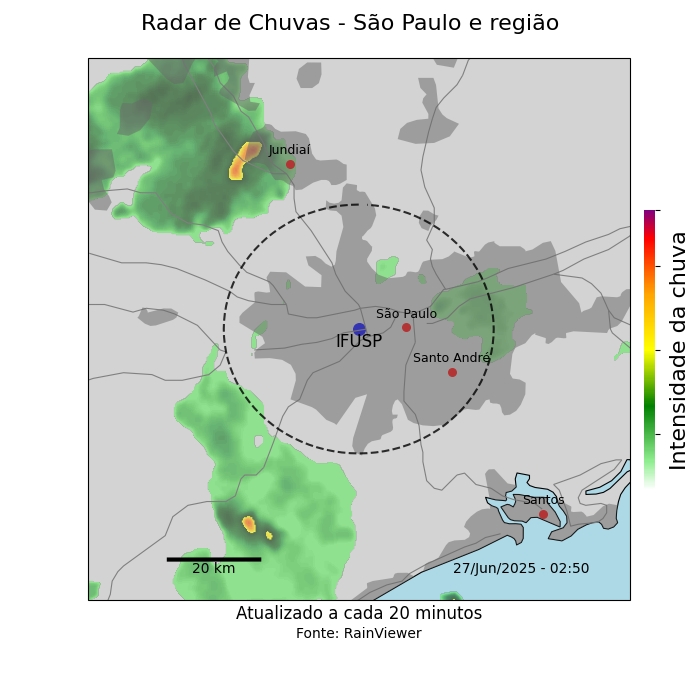 Radar de Chuvas - São Paulo e região
Jundiaí
São Paulo
IFUSP
Santo André
Santos
20 km
27/Jun/2025 - 02:50
Intensidade da chuva
Atualizado a cada 20 minutos
Fonte: RainViewer